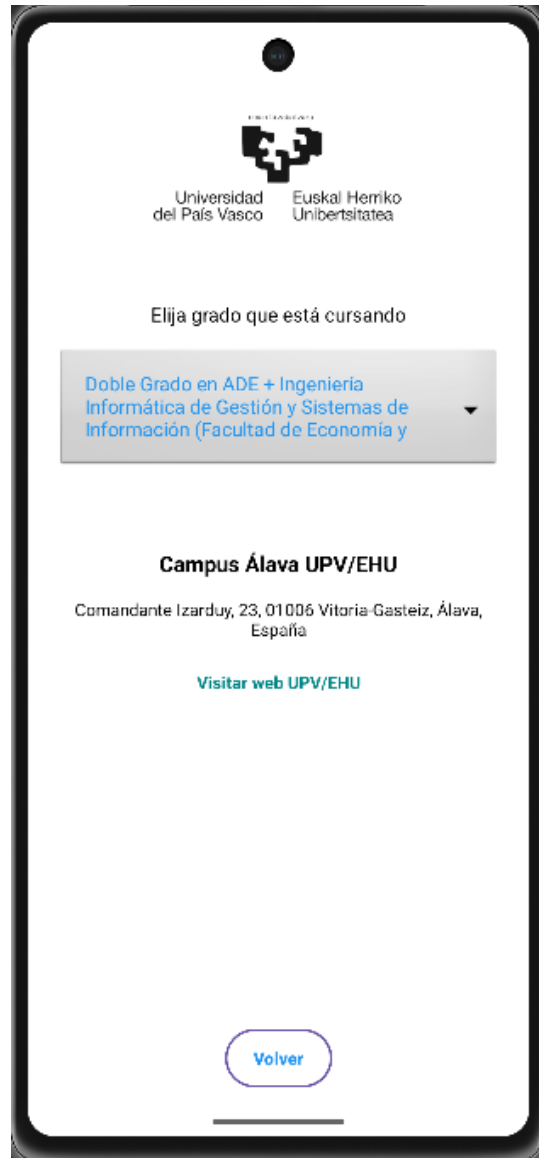 Universidad
del País Vasco
Euskal Herriko
Unibertsitatea
Elija grado que está cursando
Doble Grado en ADE + Ingeniería
Informática de Gestión y Sistemas de
Información (Facultad de Economía y
Campus Álava UPV/EHU
Comandante Izarduy, 23, 01006 Vitoria-Gasteiz, Álava,
España
Visitar web UPV/EHU
Volver